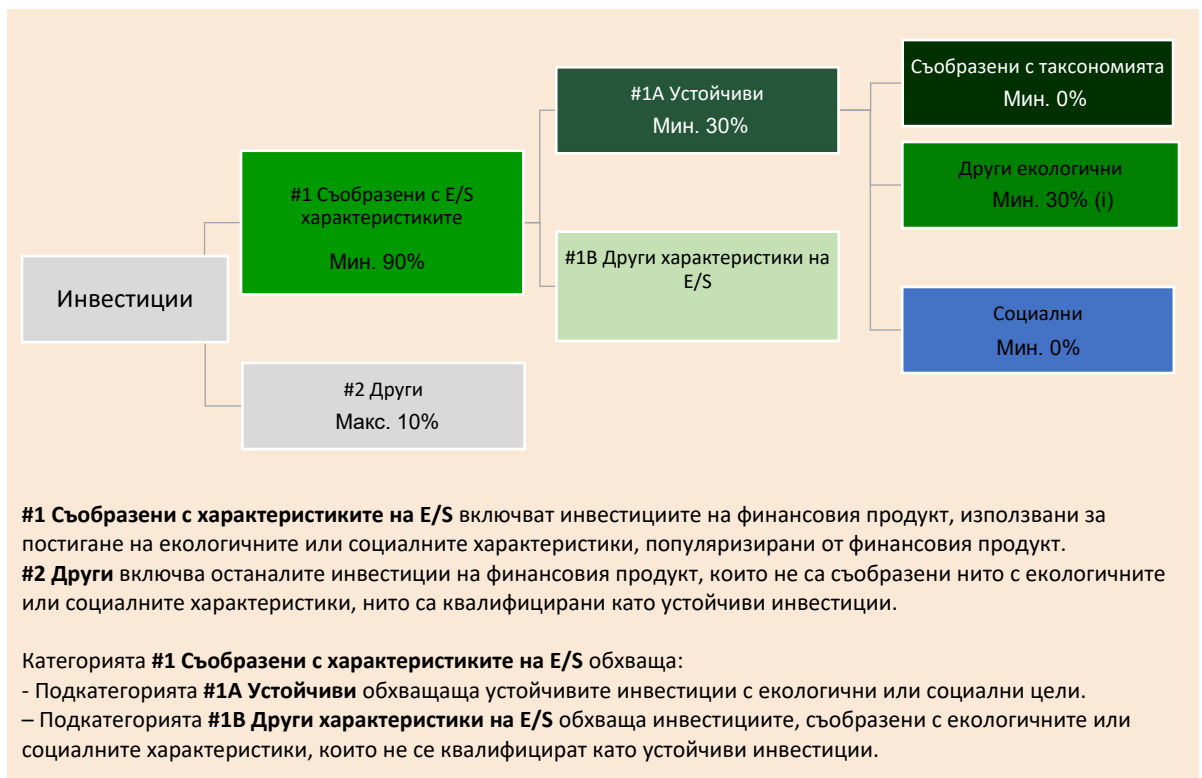 Съобразени с таксономията
Мин. 0%
#1A Устойчиви
Мин. 30%
Други екологични
Мин. 30% (i)
#1 Съобразени с E/S
характеристиките
Мин. 90%
#1B Други характеристики на
E/S
Инвестиции
Социални
Мин. 0%
#2 Други
Макс. 10%
#1 Съобразени с характеристиките на E/S включват инвестициите на финансовия продукт, използвани за
постигане на екологичните или социалните характеристики, популяризирани от финансовия продукт.
#2 Други включва останалите инвестиции на финансовия продукт, които не са съобразени нито с екологичните
или социалните характеристики, нито са квалифицирани като устойчиви инвестиции.
Категорията #1 Съобразени с характеристиките на E/S обхваща:
- Подкатегорията #1A Устойчиви обхващаща устойчивите инвестиции с екологични или социални цели.
– Подкатегорията #1B Други характеристики на E/S обхваща инвестициите, съобразени с екологичните или
социалните характеристики, които не се квалифицират като устойчиви инвестиции.